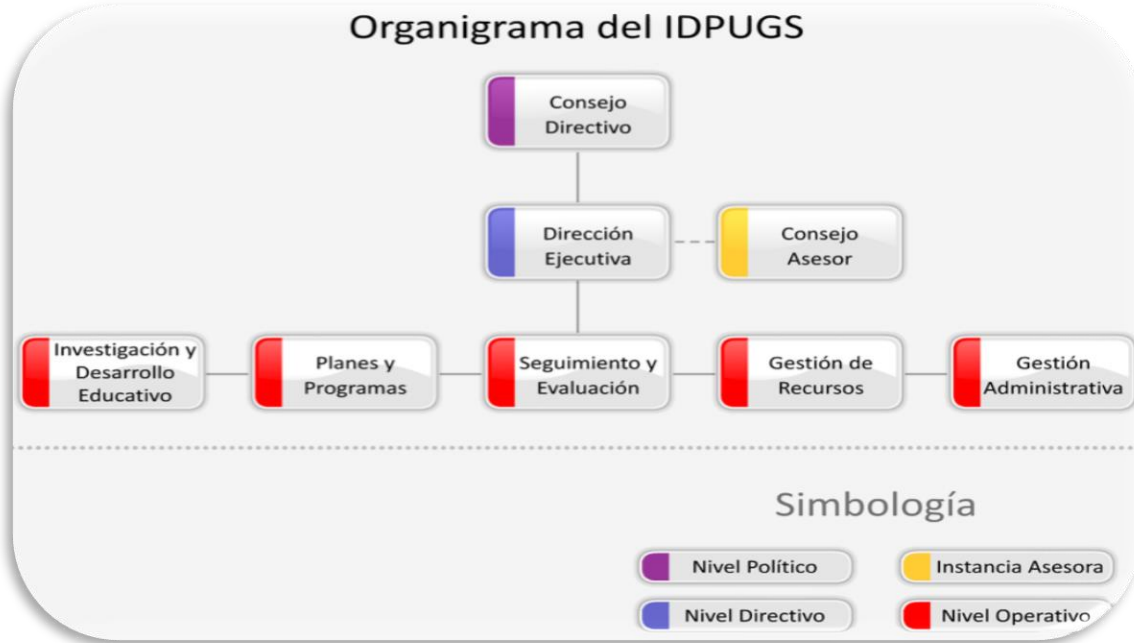 Organigrama del IDPUGS
Consejo
Directivo
Dirección
Ejecutiva
Consejo
Asesor
Investigación y
Desarrollo
Educativo
Planes y
Programas
Seguimiento y
Evaluación
Gestión de
Recursos
Gestión
Administrativa
Simbología
Nivel Político
Instancia Asesora
Nivel Directivo
Nivel Operativo